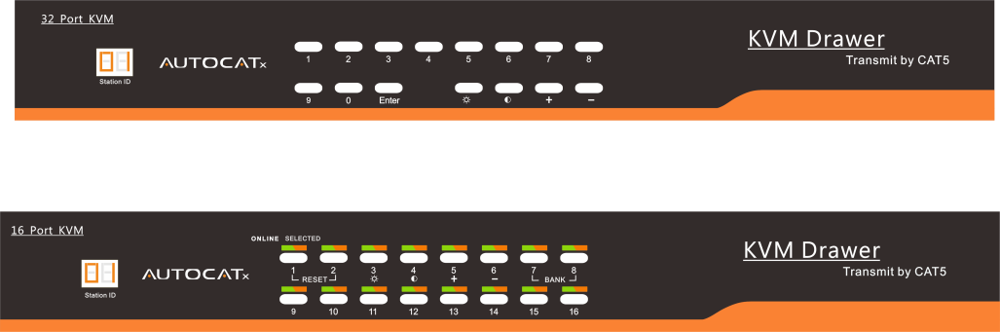 32 Port KVM
KVM Drawer
Transmit by CAT5
01
Station ID
AUTOCATx
1 2 3 4 5 6 7 8
9 0 Enter ☼ ◐ + −
16 Port KVM
ONLINE SELECTED
KVM Drawer
Transmit by CAT5
01
Station ID
AUTOCATx
1 2 3 4 5 6 7 8
RESET ☼ ◐ + − BANK
9 10 11 12 13 14 15 16